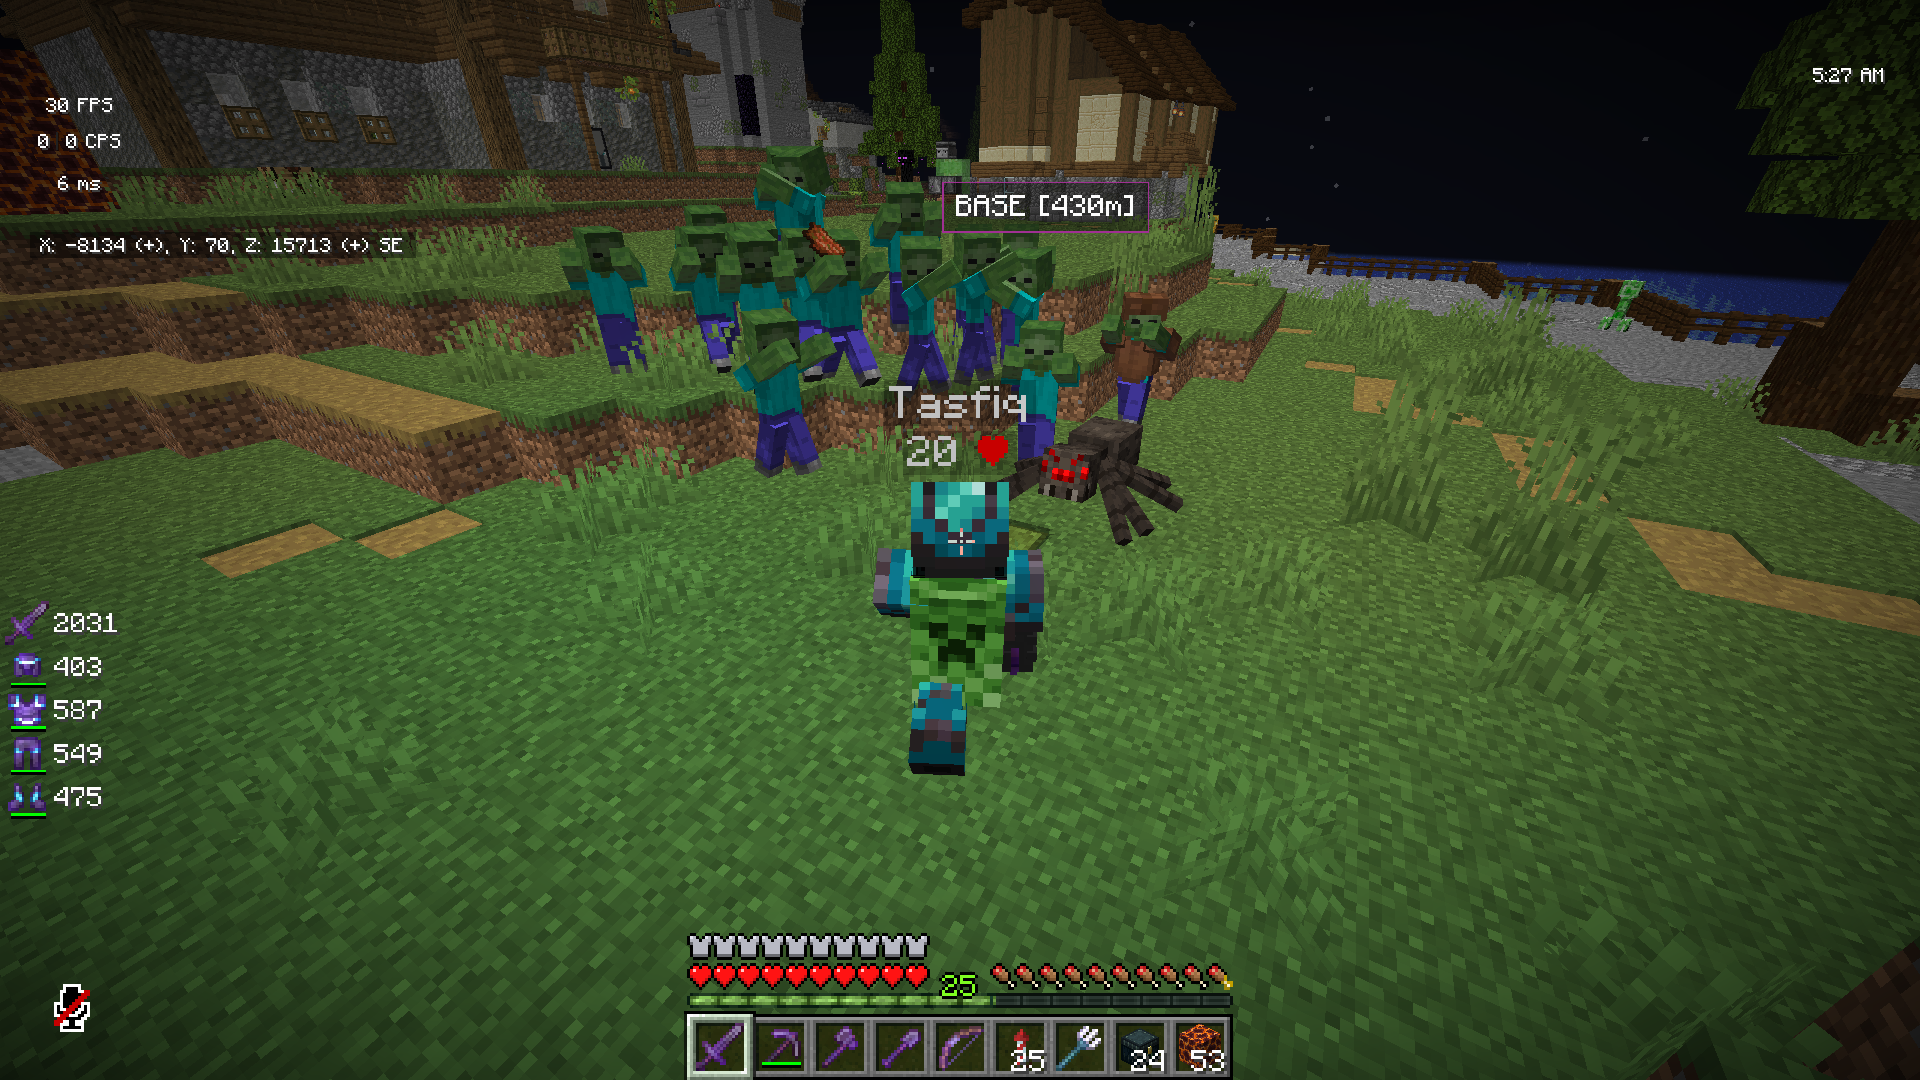 5:27 AM
30 FPS
0 0 CPS
6 ms
BASE [430m]
X: -8134 (+), Y: 70, Z: 15713 (+) SE
Tasfiq
20
2031
403
587
549
475
25
25
24
53